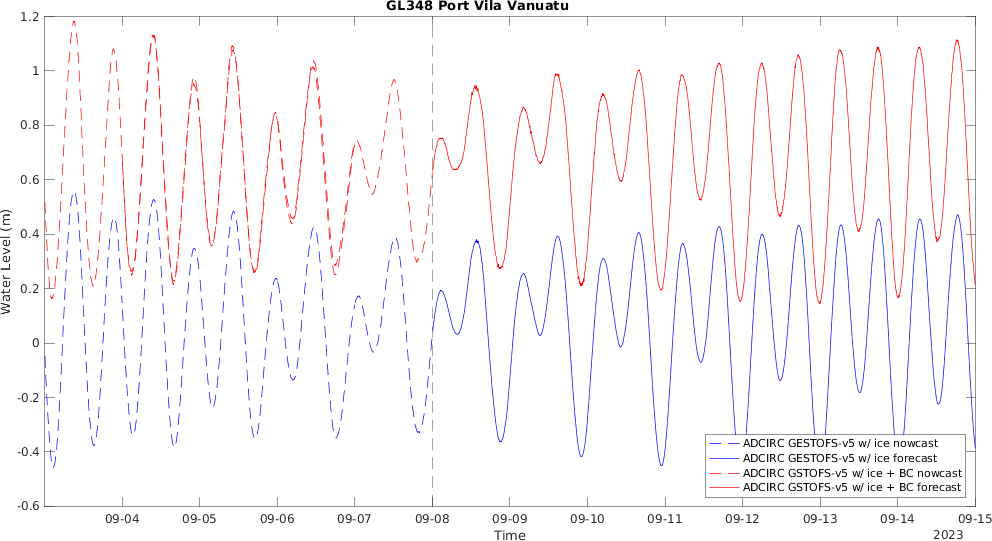 GL348 Port Vila Vanuatu
Water Level (m)
1.2
1
0.8
0.6
0.4
0.2
0
-0.2
-0.4
-0.6
ADCIRC GESTOFS-v5 w/ ice nowcast
ADCIRC GESTOFS-v5 w/ ice forecast
ADCIRC GSTOFS-v5 w/ ice + BC nowcast
ADCIRC GSTOFS-v5 w/ ice + BC forecast
09-04 09-05 09-06 09-07 09-08 09-09 09-10 09-11 09-12 09-13 09-14 09-15
Time
2023